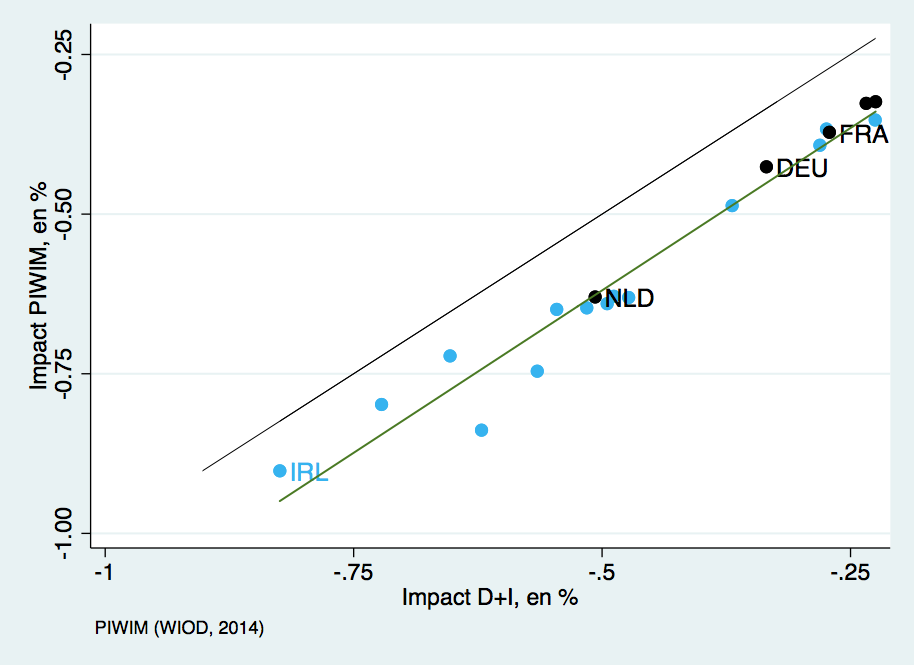 Impact PIWIM, en %
-0.25
-0.50
-0.75
-1.00
FRA
DEU
NLD
IRL
-1 -.75 -.5 -.25
Impact D+I, en %
PIWIM (WIOD, 2014)